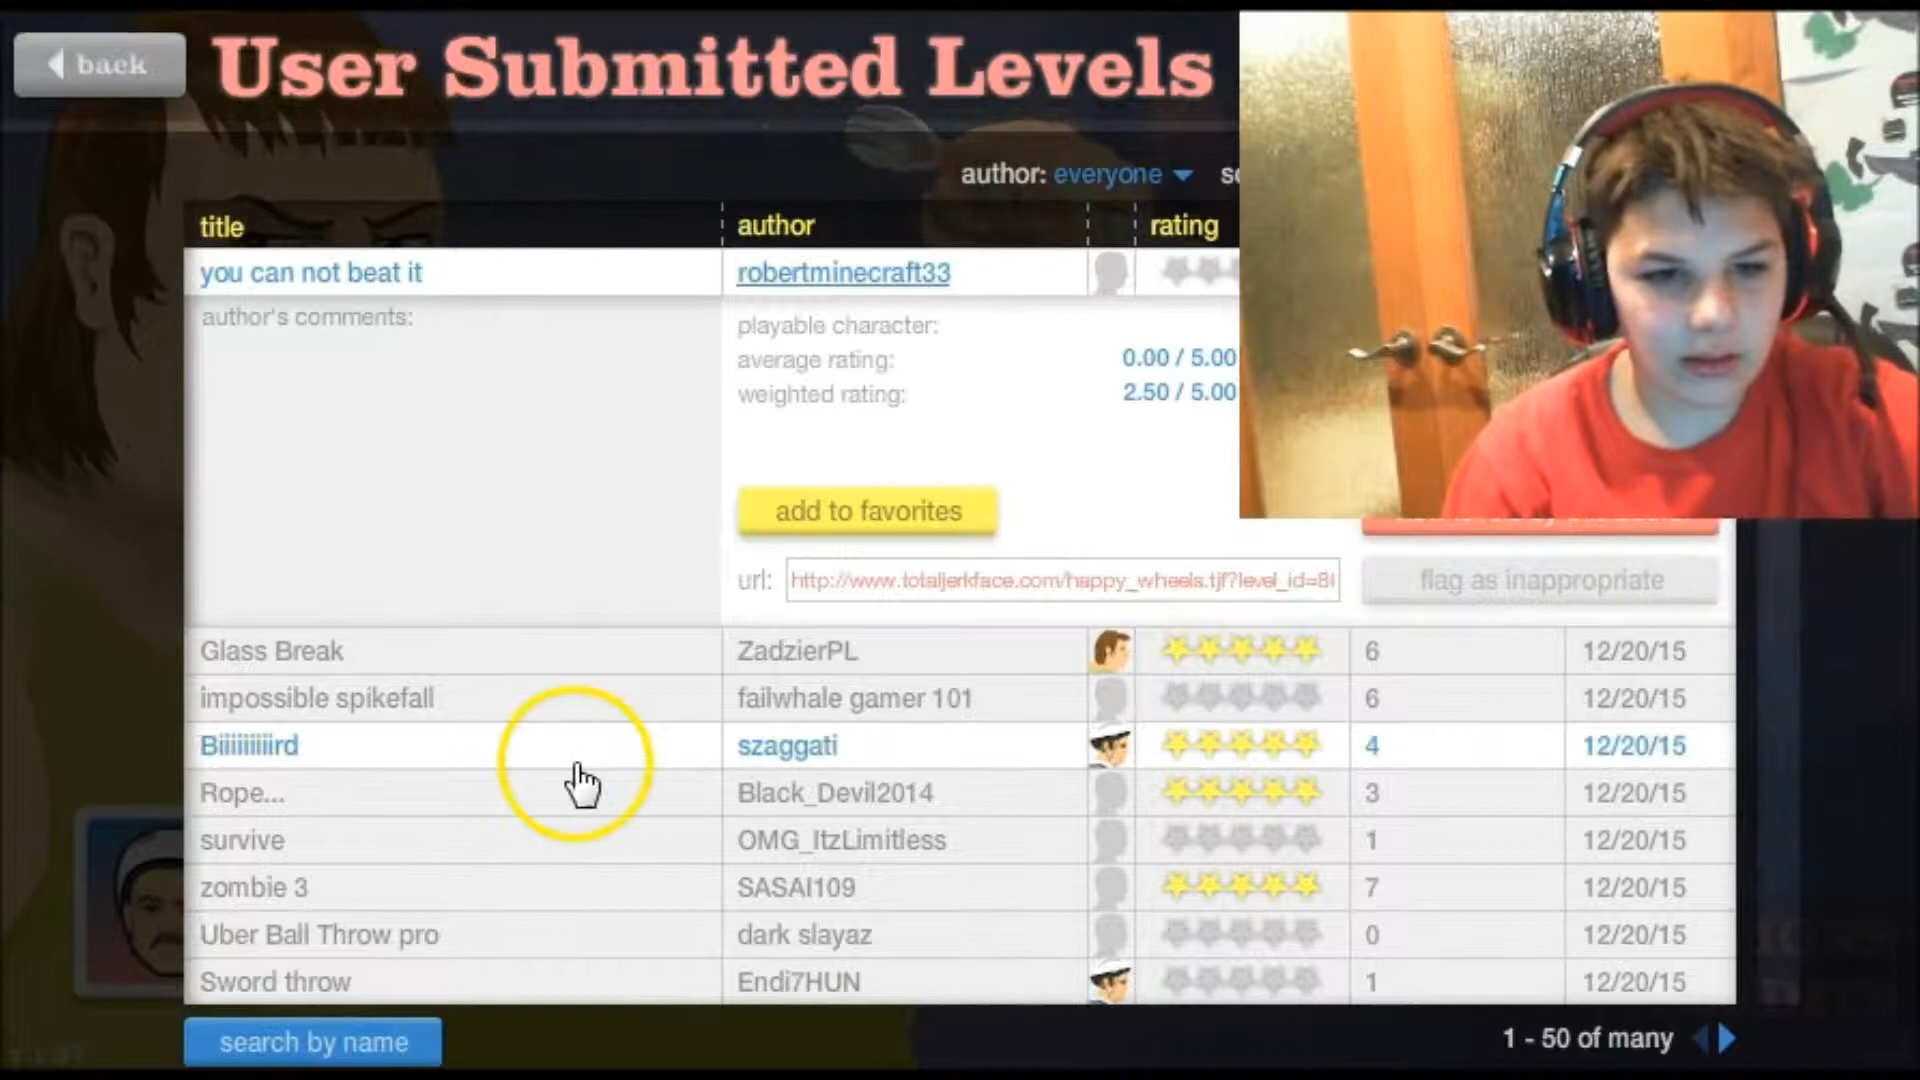 back
User Submitted Levels
author: everyone
title author rating
you can not beat it robertminecraft33
author's comments:
playable character:
average rating: 0.00 / 5.00
weighted rating: 2.50 / 5.00
add to favorites
url: http://www.totaljerkface.com/happy_wheels.tjf?level_id=8
flag as inappropriate
Glass Break ZadzierPL 6 12/20/15
impossible spikefall failwhale gamer 101 6 12/20/15
Biiiiiiiird szaggati 4 12/20/15
Rope... Black_Devil2014 3 12/20/15
survive OMG_ItzLimitless 1 12/20/15
zombie 3 SASAI109 7 12/20/15
Uber Ball Throw pro dark slayaz 0 12/20/15
Sword throw Endi7HUN 1 12/20/15
search by name
1 - 50 of many